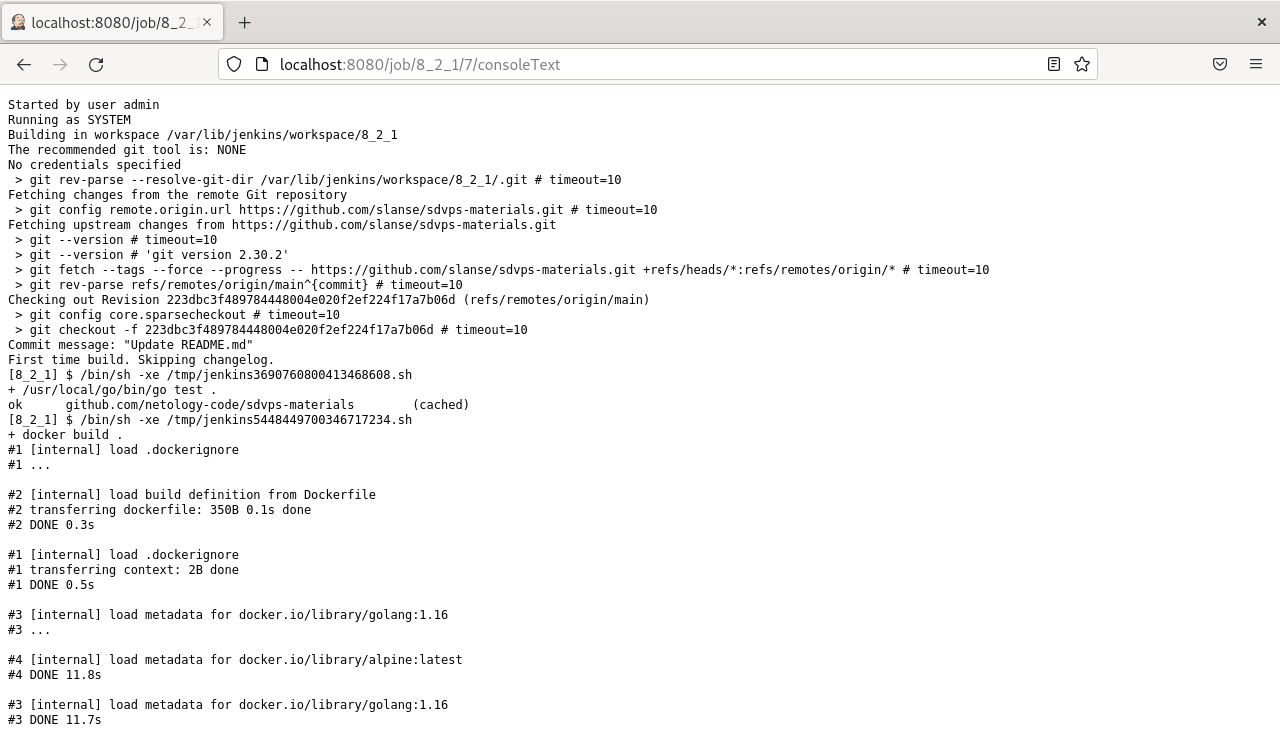 localhost:8080/job/8_2_1
localhost:8080/job/8_2_1/7/consoleText
Started by user admin
Running as SYSTEM
Building in workspace /var/lib/jenkins/workspace/8_2_1
The recommended git tool is: NONE
No credentials specified
 > git rev-parse --resolve-git-dir /var/lib/jenkins/workspace/8_2_1/.git # timeout=10
Fetching changes from the remote Git repository
 > git config remote.origin.url https://github.com/slanse/sdvps-materials.git # timeout=10
Fetching upstream changes from https://github.com/slanse/sdvps-materials.git
 > git --version # timeout=10
 > git --version # 'git version 2.30.2'
 > git fetch --tags --force --progress -- https://github.com/slanse/sdvps-materials.git +refs/heads/*:refs/remotes/origin/* # timeout=10
 > git rev-parse refs/remotes/origin/main^{commit} # timeout=10
Checking out Revision 223dbc3f489784448004e020f2ef224f17a7b06d (refs/remotes/origin/main)
 > git config core.sparsecheckout # timeout=10
 > git checkout -f 223dbc3f489784448004e020f2ef224f17a7b06d # timeout=10
Commit message: "Update README.md"
First time build. Skipping changelog.
[8_2_1] $ /bin/sh -xe /tmp/jenkins3690760800413468608.sh
+ /usr/local/go/bin/go test .
ok  	github.com/netology-code/sdvps-materials	(cached)
[8_2_1] $ /bin/sh -xe /tmp/jenkins5448449700346717234.sh
+ docker build .
#1 [internal] load .dockerignore
#1 ...
#2 [internal] load build definition from Dockerfile
#2 transferring dockerfile: 350B 0.1s done
#2 DONE 0.3s
#1 [internal] load .dockerignore
#1 transferring context: 2B done
#1 DONE 0.5s
#3 [internal] load metadata for docker.io/library/golang:1.16
#3 ...
#4 [internal] load metadata for docker.io/library/alpine:latest
#4 DONE 11.8s
#3 [internal] load metadata for docker.io/library/golang:1.16
#3 DONE 11.7s